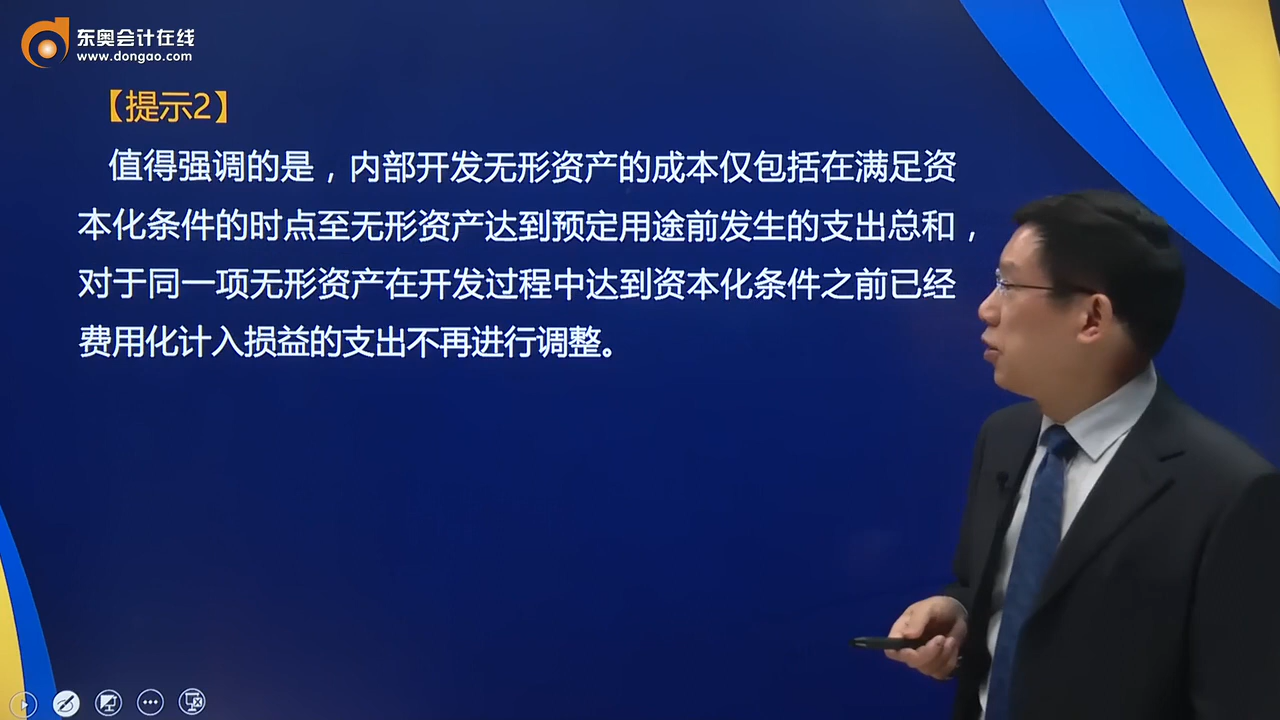 东奥会计在线
www.dongao.com
【提示2】
值得强调的是，内部开发无形资产的成本仅包括在满足资
本化条件的时点至无形资产达到预定用途前发生的支出总和，
对于同一项无形资产在开发过程中达到资本化条件之前已经
费用化计入损益的支出不再进行调整。